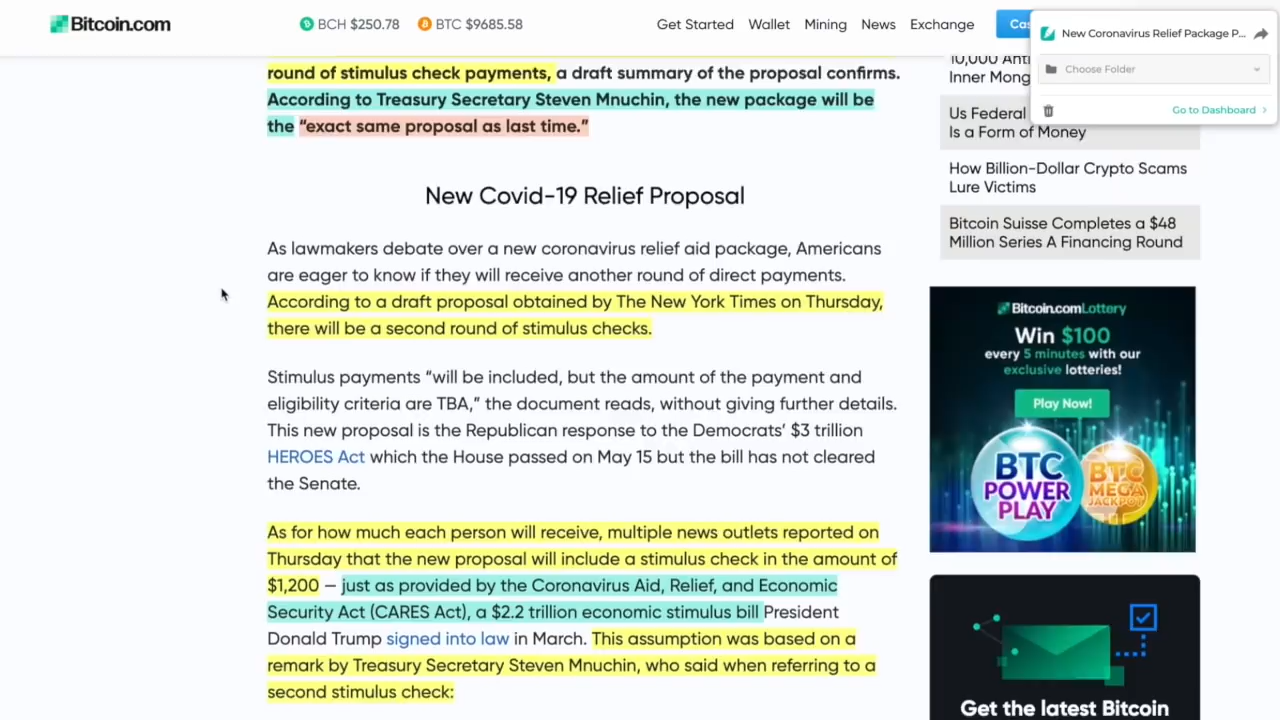 Bitcoin.com
BCH $250.78
BTC $9685.58
Get Started
Wallet
Mining
News
Exchange
New Coronavirus Relief Package P...
Choose Folder
Go to Dashboard
round of stimulus check payments, a draft summary of the proposal confirms.
According to Treasury Secretary Steven Mnuchin, the new package will be
the “exact same proposal as last time.”
New Covid-19 Relief Proposal
As lawmakers debate over a new coronavirus relief aid package, Americans
are eager to know if they will receive another round of direct payments.
According to a draft proposal obtained by The New York Times on Thursday,
there will be a second round of stimulus checks.
Stimulus payments “will be included, but the amount of the payment and
eligibility criteria are TBA,” the document reads, without giving further details.
This new proposal is the Republican response to the Democrats’ $3 trillion
HEROES Act which the House passed on May 15 but the bill has not cleared
the Senate.
As for how much each person will receive, multiple news outlets reported on
Thursday that the new proposal will include a stimulus check in the amount of
$1,200 – just as provided by the Coronavirus Aid, Relief, and Economic
Security Act (CARES Act), a $2.2 trillion economic stimulus bill President
Donald Trump signed into law in March. This assumption was based on a
remark by Treasury Secretary Steven Mnuchin, who said when referring to a
second stimulus check:
10,000
Inner Mong
Us Federal
Is a Form of Money
How Billion-Dollar Crypto Scams
Lure Victims
Bitcoin Suisse Completes a $48
Million Series A Financing Round
Bitcoin.comLottery
Win $100
every 5 minutes with our
exclusive lotteries!
Play Now!
BTC
POWER
PLAY
BTC
MEGA
JACKPOT
Get the latest Bitcoin